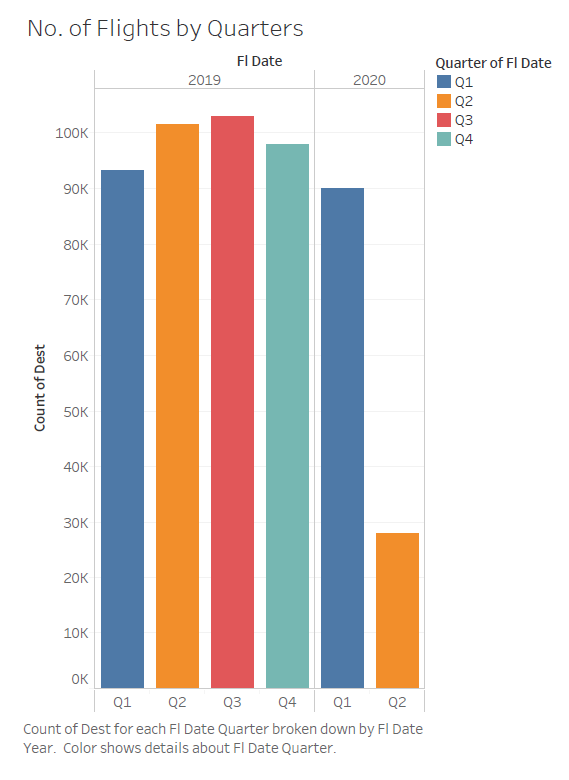 No. of Flights by Quarters
Fl Date
Quarter of Fl Date
2019
2020
Q1
Q2
Q3
Q4
100K
90K
80K
70K
60K
50K
40K
30K
20K
10K
0K
Count of Dest
Q1 Q2 Q3 Q4 Q1 Q2
Count of Dest for each Fl Date Quarter broken down by Fl Date
Year. Color shows details about Fl Date Quarter.